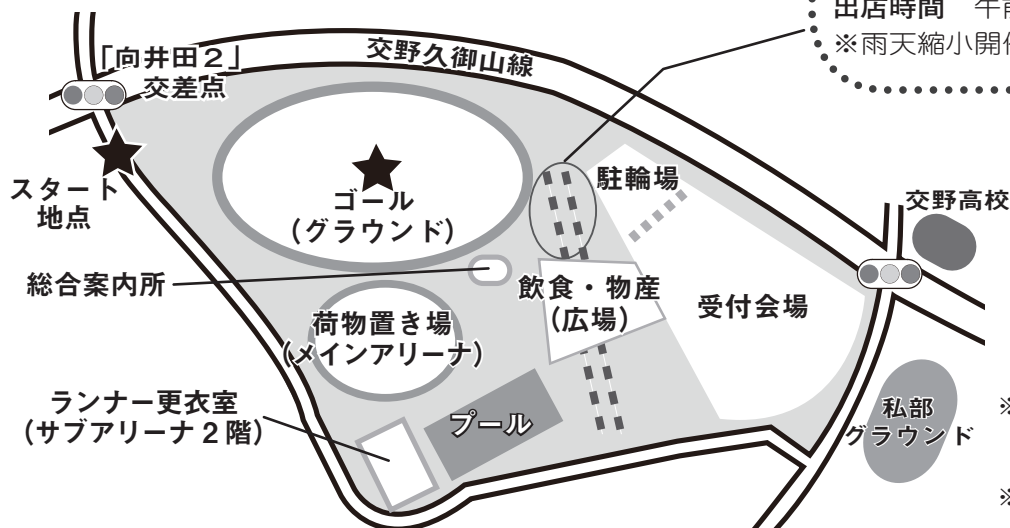 出店時間　午前
※雨天縮小開催
「向井田２」
交差点
交野久御山線
スタート
地点
ゴール
(グラウンド)
駐輪場
交野高校
総合案内所
飲食・物産
(広場)
受付会場
荷物置き場
(メインアリーナ)
ランナー更衣室
(サブアリーナ２階)
プール
私部
グラウンド
※
※